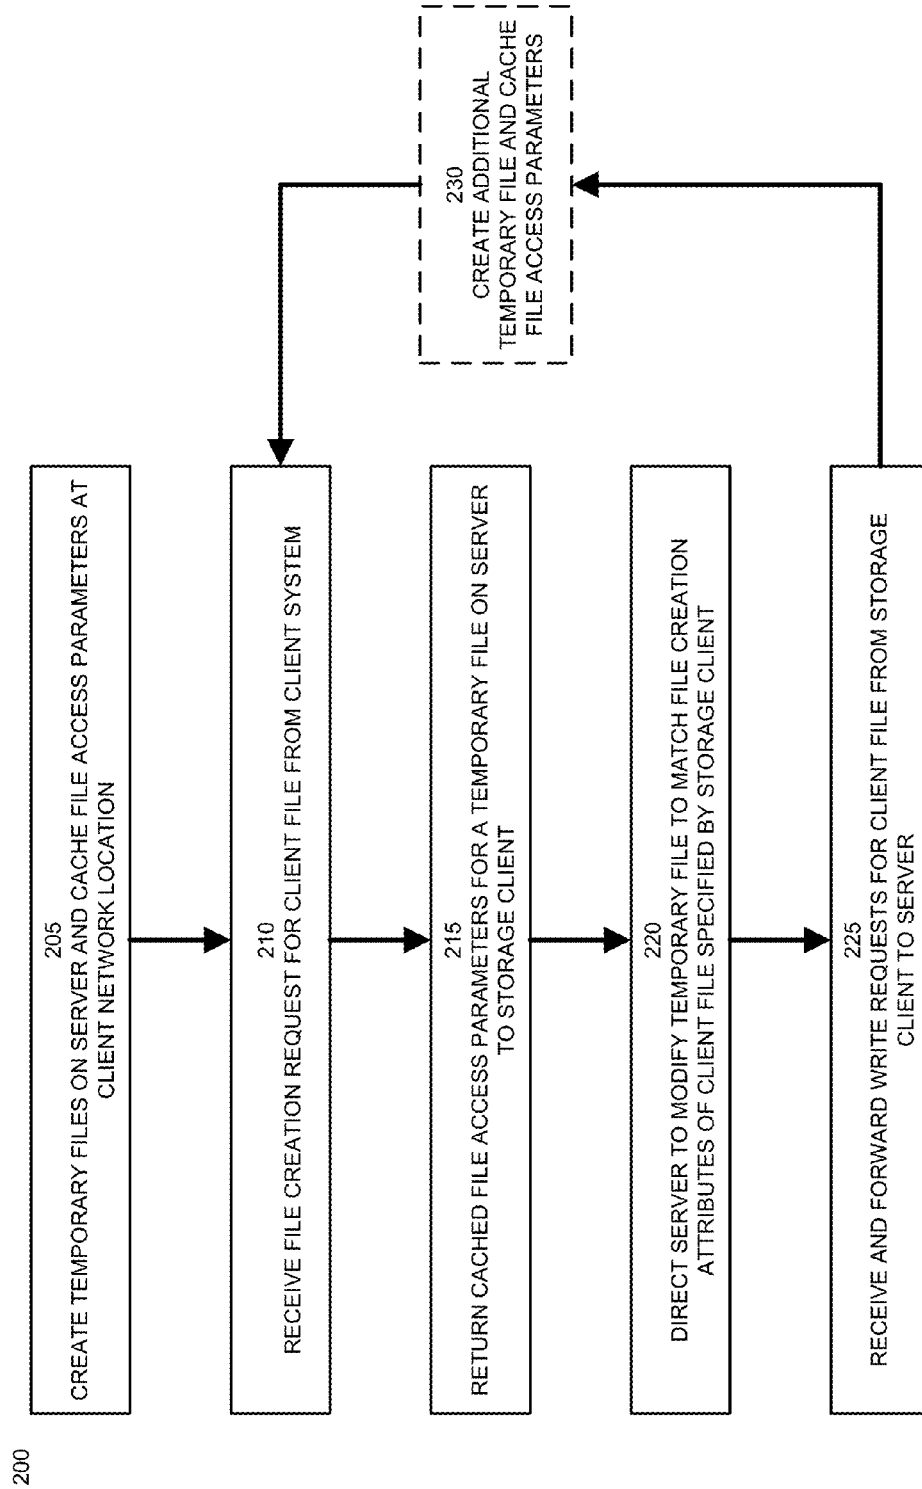 200
205
CREATE TEMPORARY FILES ON SERVER AND CACHE FILE ACCESS PARAMETERS AT
CLIENT NETWORK LOCATION
210
RECEIVE FILE CREATION REQUEST FOR CLIENT FILE FROM CLIENT SYSTEM
215
RETURN CACHED FILE ACCESS PARAMETERS FOR A TEMPORARY FILE ON SERVER
TO STORAGE CLIENT
220
DIRECT SERVER TO MODIFY TEMPORARY FILE TO MATCH FILE CREATION
ATTRIBUTES OF CLIENT FILE SPECIFIED BY STORAGE CLIENT
225
RECEIVE AND FORWARD WRITE REQUESTS FOR CLIENT FILE FROM STORAGE
CLIENT TO SERVER
230
CREATE ADDITIONAL
TEMPORARY FILE AND CACHE
FILE ACCESS PARAMETERS